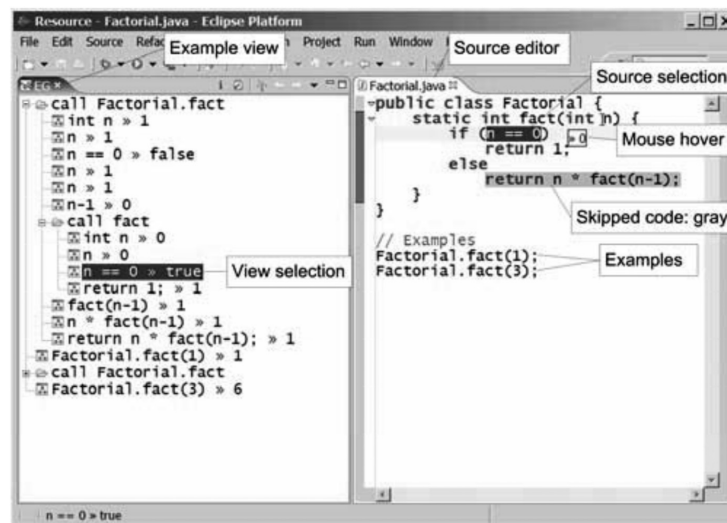 Resource - Factorial.java - Eclipse Platform
File Edit Source Project Run Window
Example view
Source editor
EG
Factorial.java
Source selection
call Factorial.fact
int n » 1
n » 1
n == 0 » false
n » 1
n » 1
n-1 » 0
call fact
int n » 0
n » 0
n == 0 » true
View selection
return 1; » 1
fact(n-1) » 1
n * fact(n-1) » 1
return n * fact(n-1); » 1
Factorial.fact(1) » 1
call Factorial.fact
Factorial.fact(3) » 6
public class Factorial {
static int fact(int n) {
if (n == 0)
» 0
Mouse hover
return 1;
else
return n * fact(n-1);
}
}
Skipped code: gray
// Examples
Factorial.fact(1);
Factorial.fact(3);
Examples
n == 0 » true